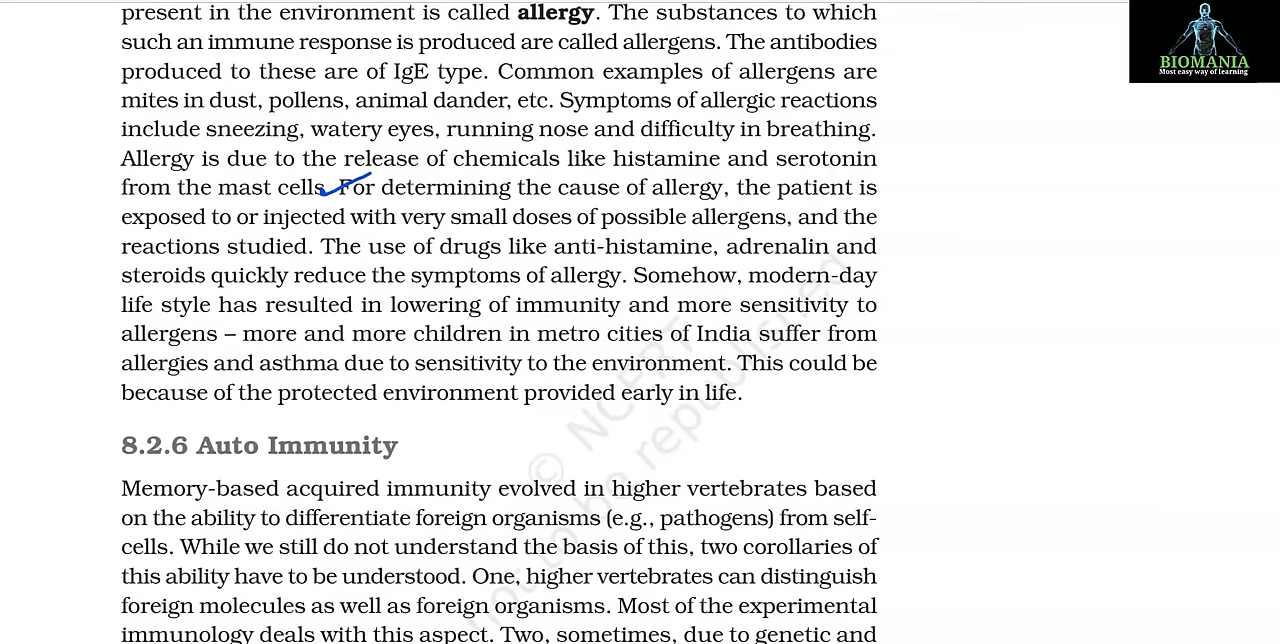 present in the environment is called allergy. The substances to which
such an immune response is produced are called allergens. The antibodies
produced to these are of IgE type. Common examples of allergens are
mites in dust, pollens, animal dander, etc. Symptoms of allergic reactions
include sneezing, watery eyes, running nose and difficulty in breathing.
Allergy is due to the release of chemicals like histamine and serotonin
from the mast cells. For determining the cause of allergy, the patient is
exposed to or injected with very small doses of possible allergens, and the
reactions studied. The use of drugs like anti-histamine, adrenalin and
steroids quickly reduce the symptoms of allergy. Somehow, modern-day
life style has resulted in lowering of immunity and more sensitivity to
allergens – more and more children in metro cities of India suffer from
allergies and asthma due to sensitivity to the environment. This could be
because of the protected environment provided early in life.
8.2.6 Auto Immunity
Memory-based acquired immunity evolved in higher vertebrates based
on the ability to differentiate foreign organisms (e.g., pathogens) from self-
cells. While we still do not understand the basis of this, two corollaries of
this ability have to be understood. One, higher vertebrates can distinguish
foreign molecules as well as foreign organisms. Most of the experimental
immunology deals with this aspect. Two, sometimes, due to genetic and
BIOMANIA
Most easy way of learning
© NCERT
not to be republished